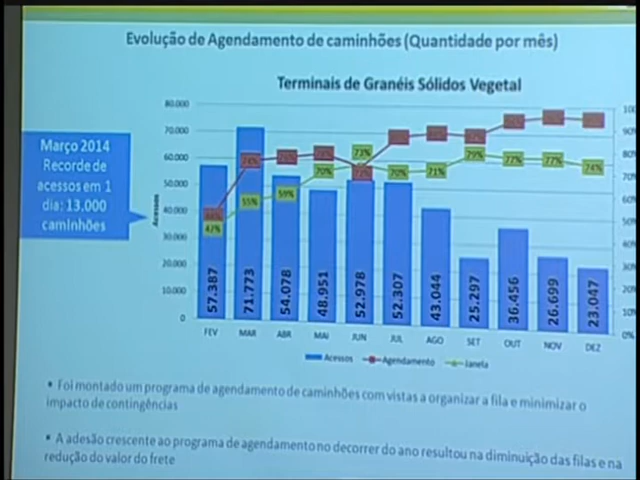 Evolução de Agendamento de caminhões (Quantidade por mês)
Terminais de Granéis Sólidos Vegetal
Março 2014
Recorde de
acessos em 1
dia: 13.000
caminhões
Acessos
80.000
70.000
60.000
50.000
40.000
30.000
20.000
10.000
0
42%
55%
59%
70%
73%
70%
71%
79%
77%
77%
74%
57.387
71.773
54.078
48.951
52.978
52.307
43.044
25.297
36.456
26.699
23.047
FEV MAR ABR MAI JUN JUL AGO SET OUT NOV DEZ
Acessos Agendamento Janela
• Foi montado um programa de agendamento de caminhões com vistas a organizar a fila e minimizar o
impacto de contingências
• A adesão crescente ao programa de agendamento no decorrer do ano resultou na diminuição das filas e na
redução do valor do frete